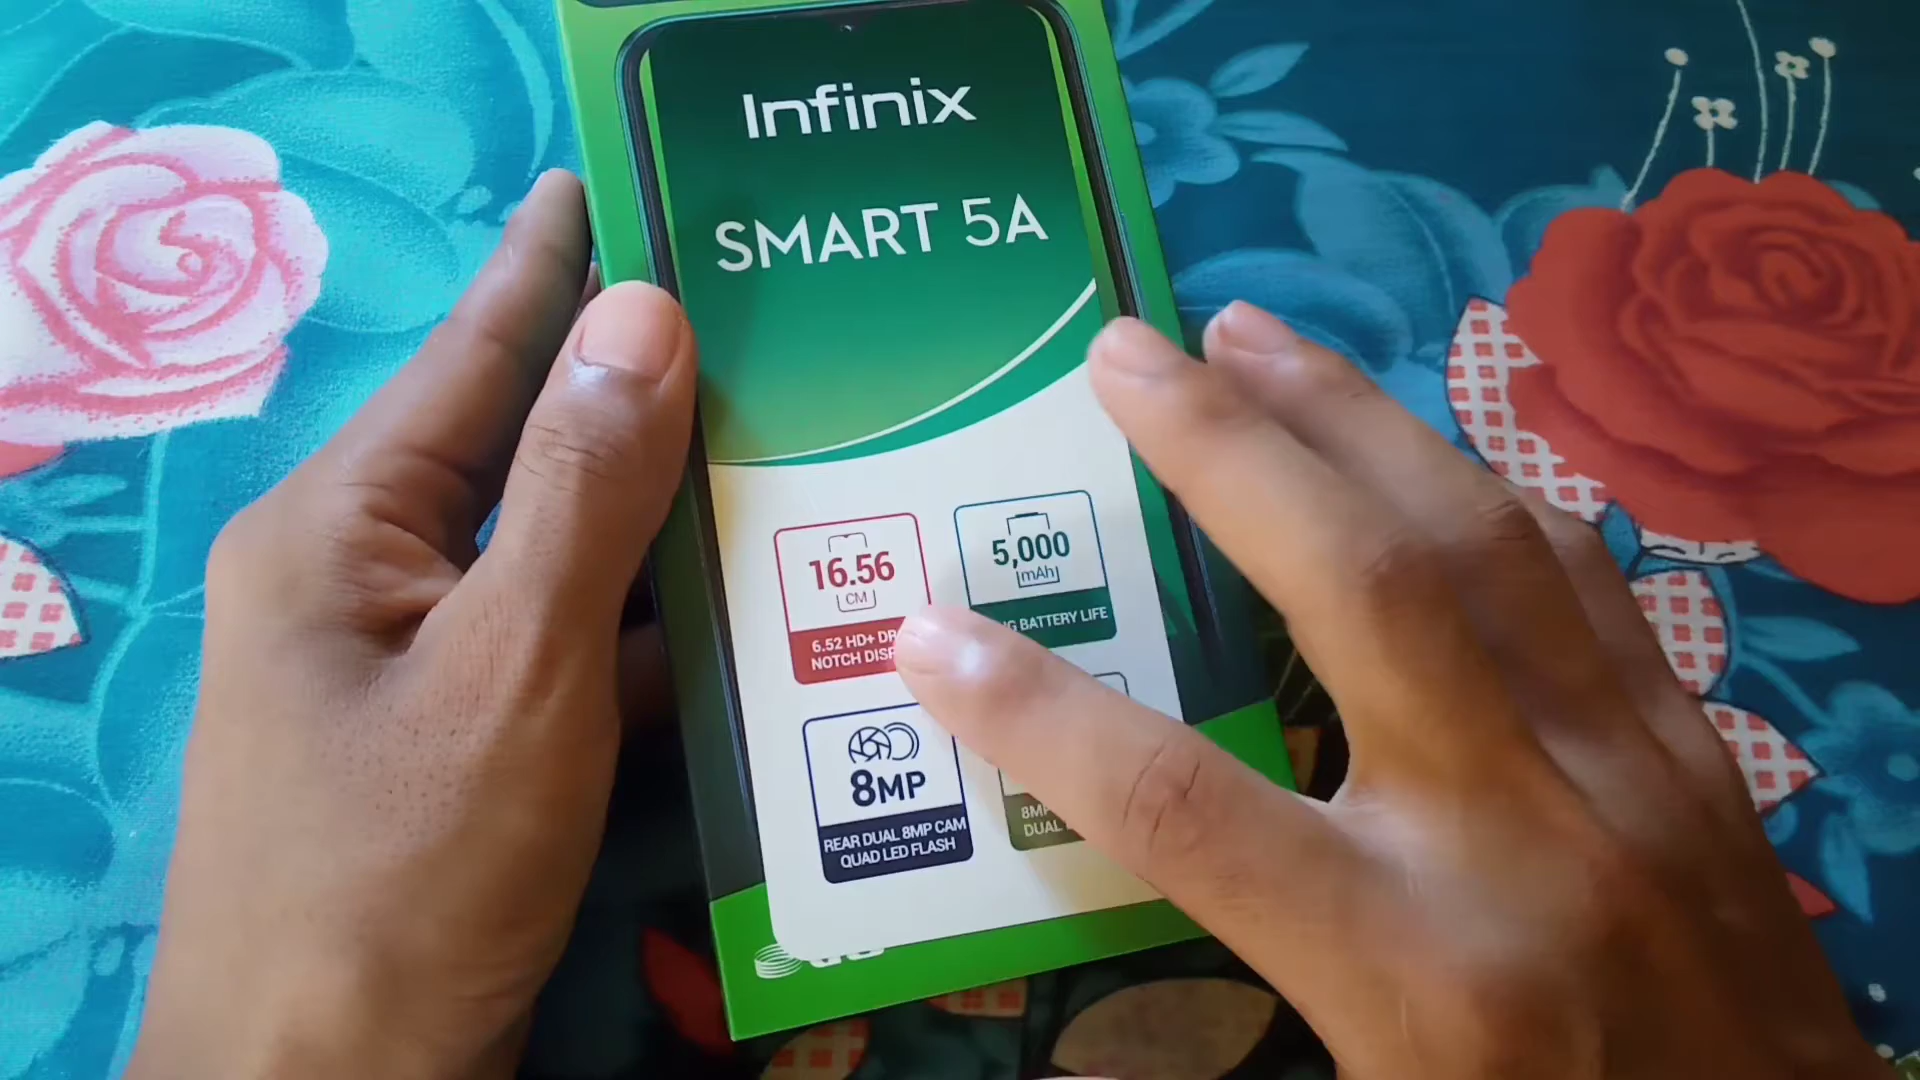 Infinix
SMART 5A
16.56
CM
6.52 HD+
NOTCH
5,000
mAh
BATTERY LIFE
8MP
REAR DUAL 8MP CAM
QUAD LED FLASH
DUAL